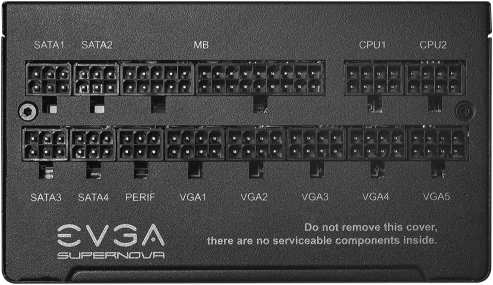 SATA1 SATA2 MB CPU1 CPU2
SATA3 SATA4 PERIF VGA1 VGA2 VGA3 VGA4 VGA5
EVGA
SUPERNOVA
Do not remove this cover,
there are no serviceable components inside.